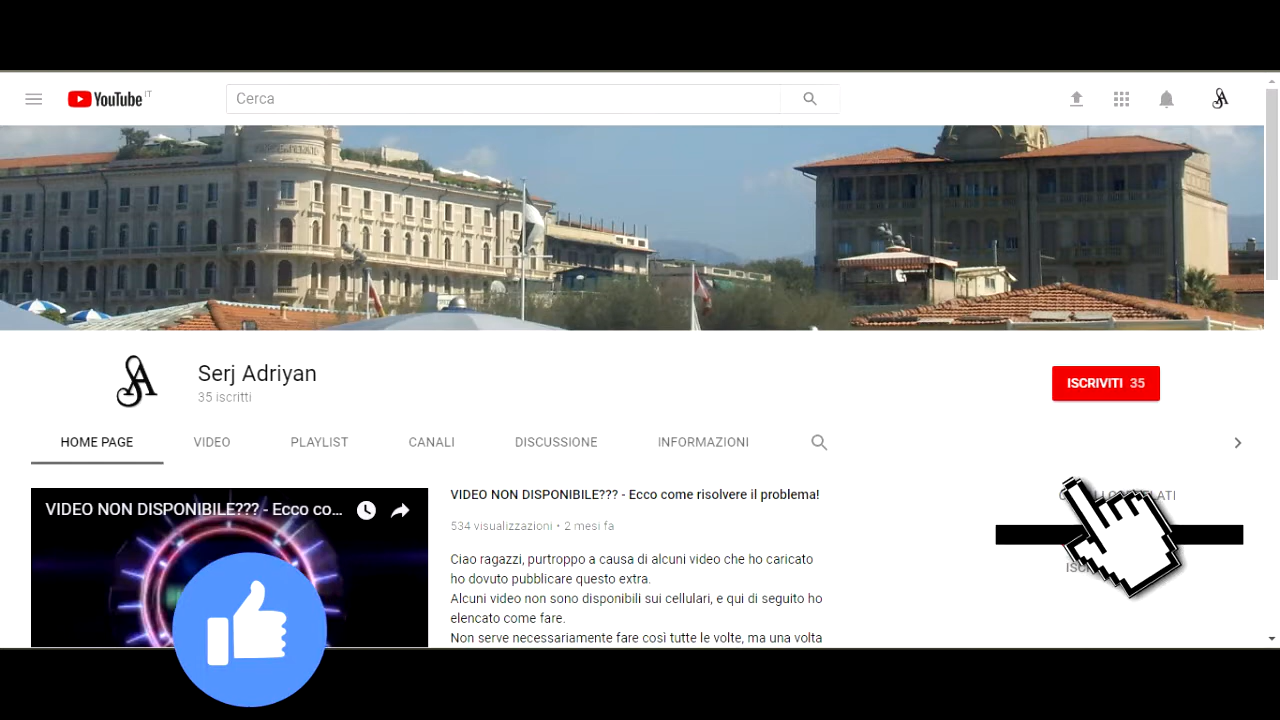 YouTube IT
Cerca
Serj Adriyan
35 iscritti
ISCRIVITI 35
HOME PAGE
VIDEO
PLAYLIST
CANALI
DISCUSSIONE
INFORMAZIONI
VIDEO NON DISPONIBILE??? - Ecco co...
VIDEO NON DISPONIBILE??? - Ecco come risolvere il problema!
534 visualizzazioni • 2 mesi fa
Ciao ragazzi, purtroppo a causa di alcuni video che ho caricato
ho dovuto pubblicare questo extra.
Alcuni video non sono disponibili sui cellulari, e qui di seguito ho
elencato come fare.
Non serve necessariamente fare così tutte le volte, ma una volta